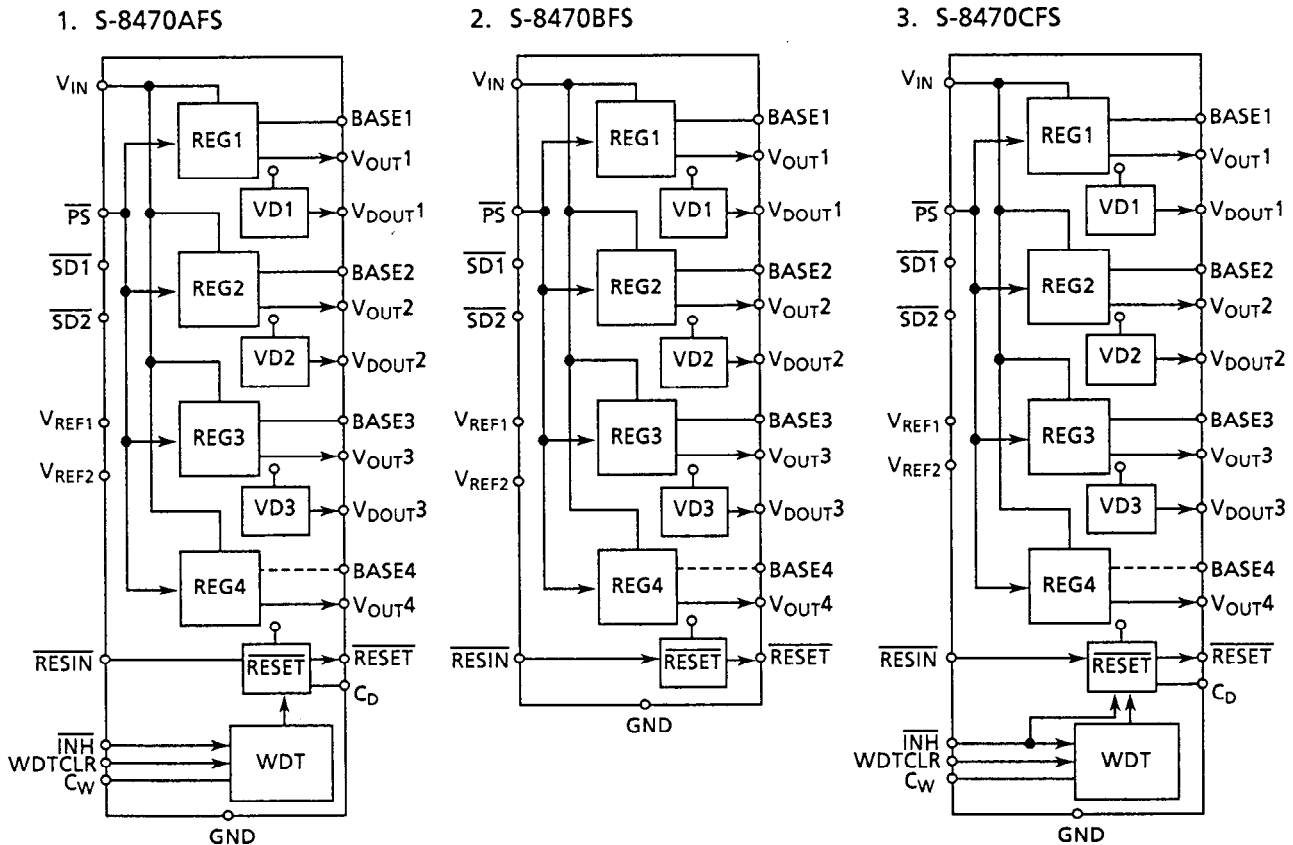 1. S-8470AFS
VIN
REG1
BASE1
VOUT1
PS
VD1
VDOUT1
SD1
REG2
BASE2
SD2
VOUT2
VD2
VDOUT2
VREF1
REG3
BASE3
VOUT3
VREF2
VD3
VDOUT3
REG4
BASE4
VOUT4
RESIN
RESET
RESET
CD
INH
WDTCLR
CW
WDT
GND
2. S-8470BFS
VIN
REG1
BASE1
VOUT1
PS
VD1
VDOUT1
SD1
REG2
BASE2
SD2
VOUT2
VD2
VDOUT2
VREF1
REG3
BASE3
VOUT3
VREF2
VD3
VDOUT3
REG4
BASE4
VOUT4
RESIN
RESET
RESET
GND
3. S-8470CFS
VIN
REG1
BASE1
VOUT1
PS
VD1
VDOUT1
SD1
REG2
BASE2
SD2
VOUT2
VD2
VDOUT2
VREF1
REG3
BASE3
VOUT3
VREF2
VD3
VDOUT3
REG4
BASE4
VOUT4
RESIN
RESET
RESET
CD
INH
WDTCLR
CW
WDT
GND